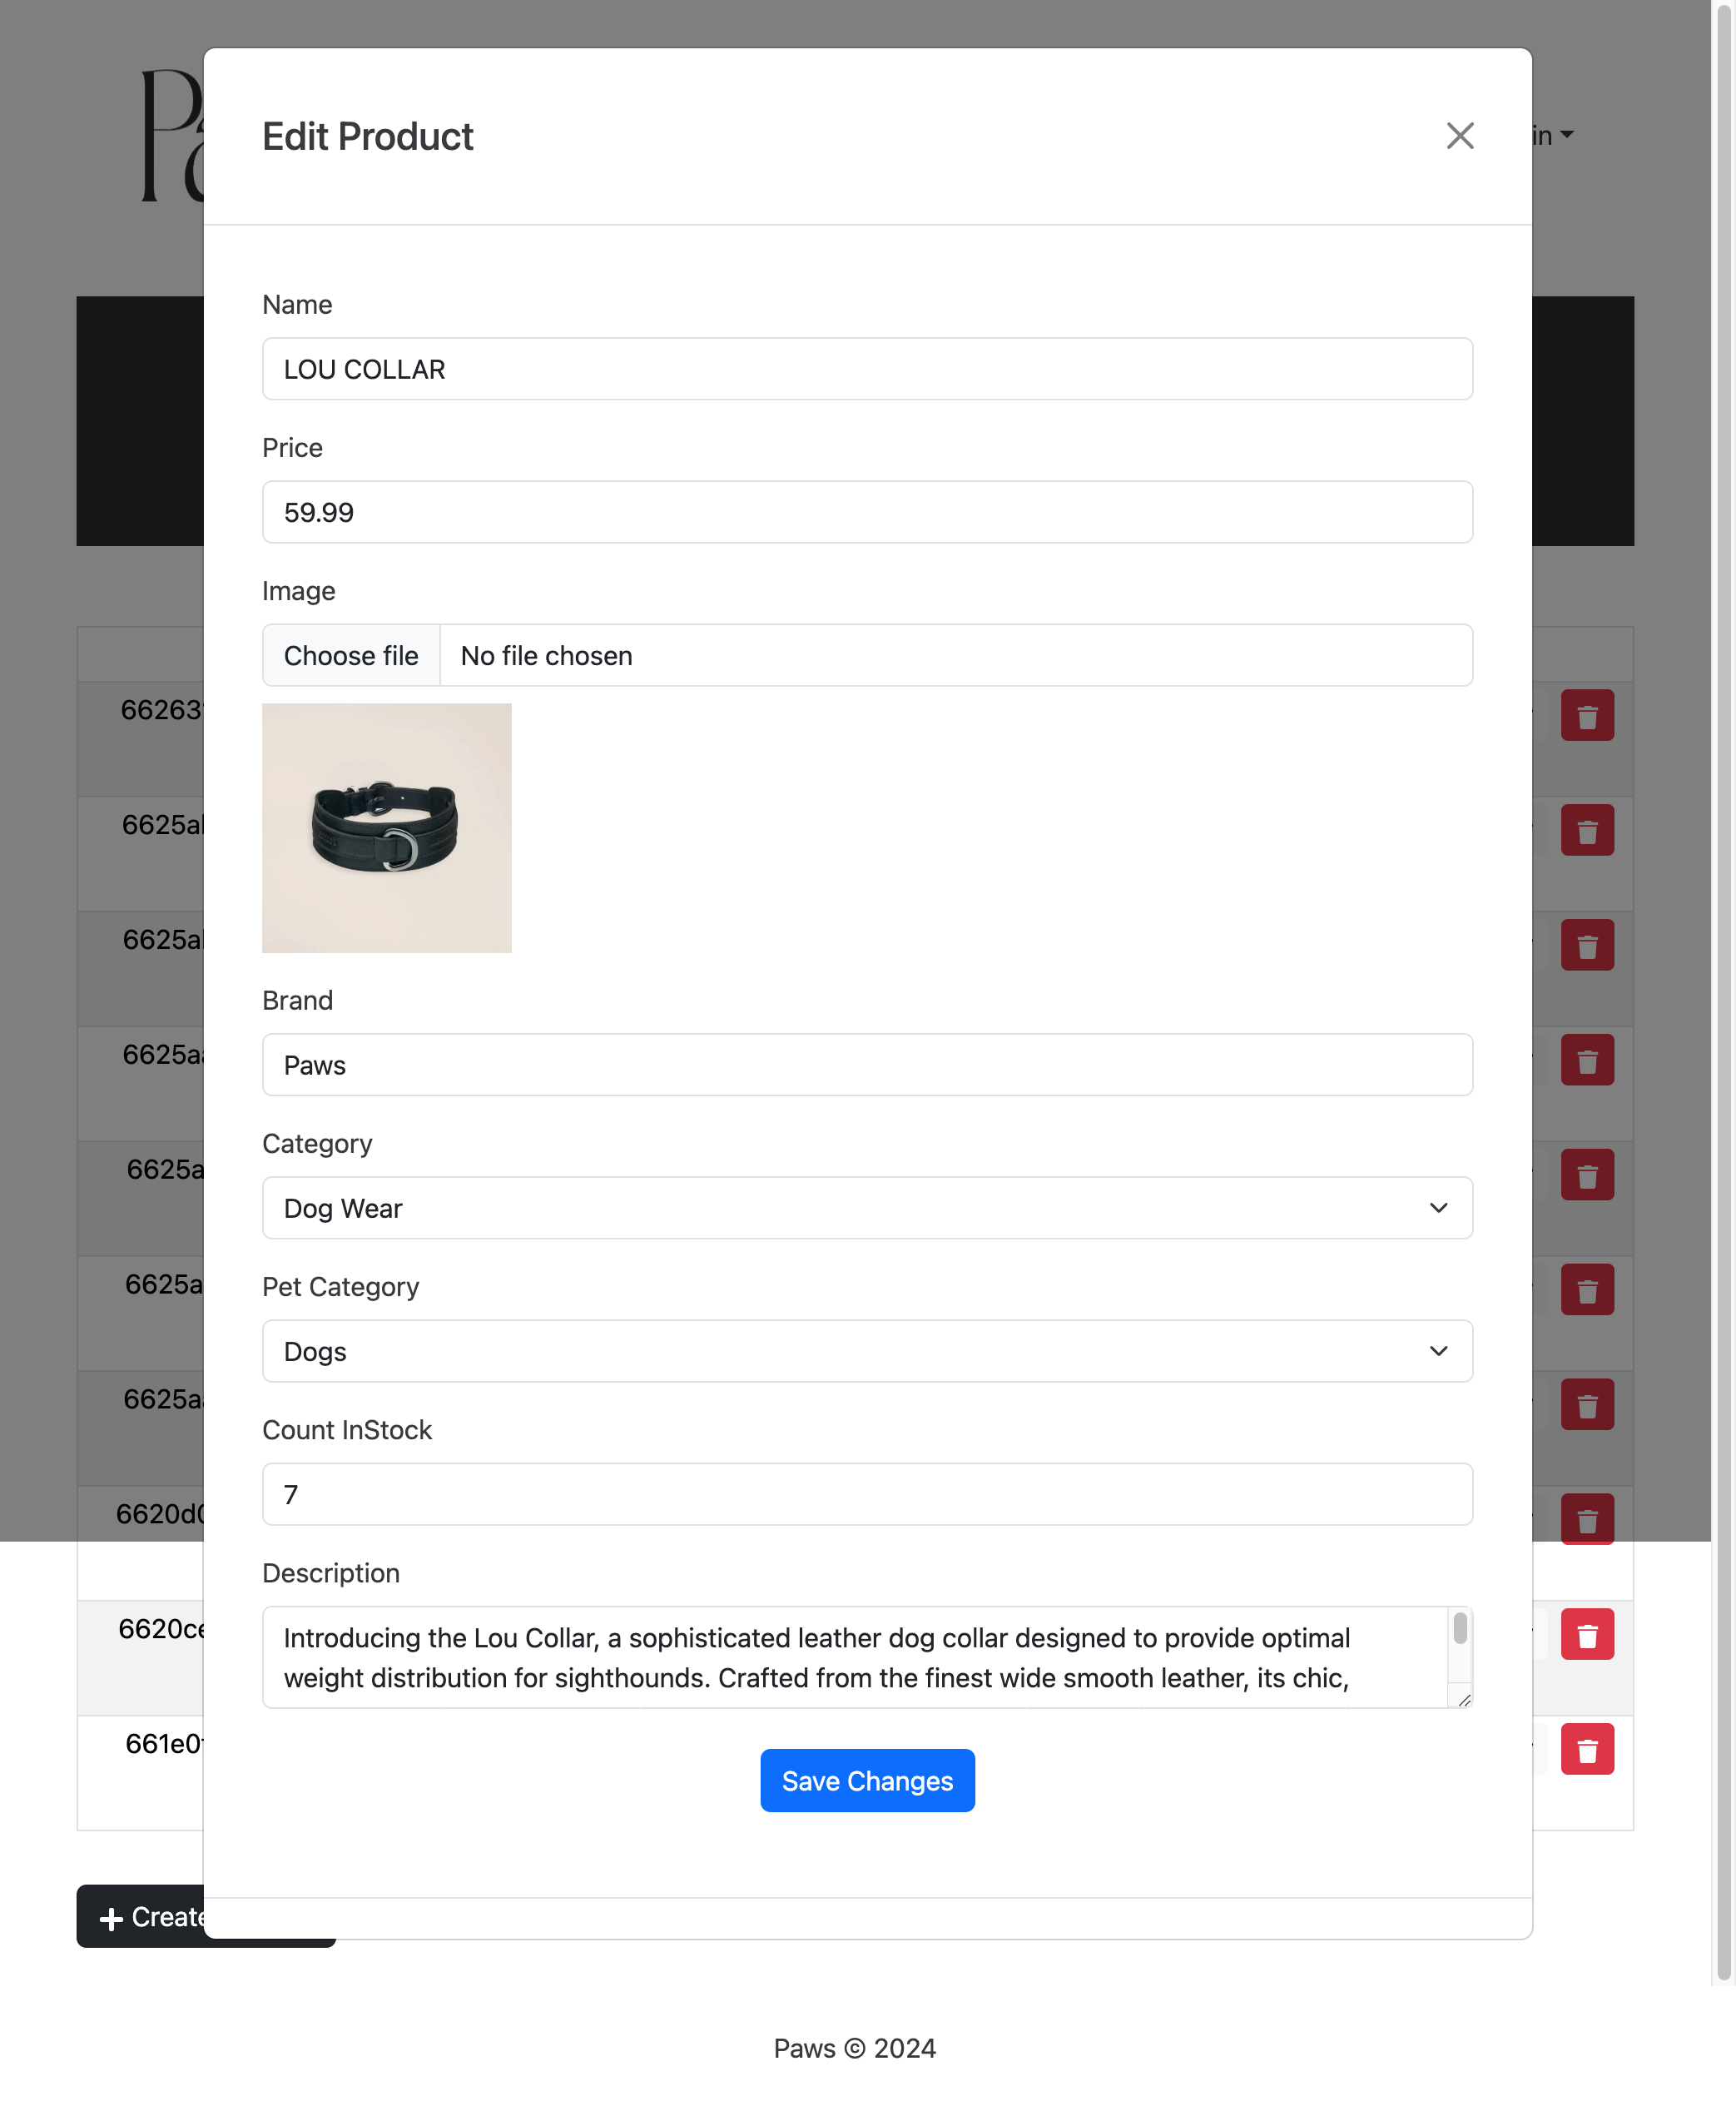 Edit Product
in
Name
LOU COLLAR
Price
59.99
Image
Choose file No file chosen
66263
6625a
6625a
6625a
Brand
Paws
Category
6625a
Dog Wear
Pet Category
6625a
Dogs
6625a
Count InStock
7
6620d
Description
6620c
Introducing the Lou Collar, a sophisticated leather dog collar designed to provide optimal
weight distribution for sighthounds. Crafted from the finest wide smooth leather, its chic,
661e0
Save Changes
Create
Paws © 2024